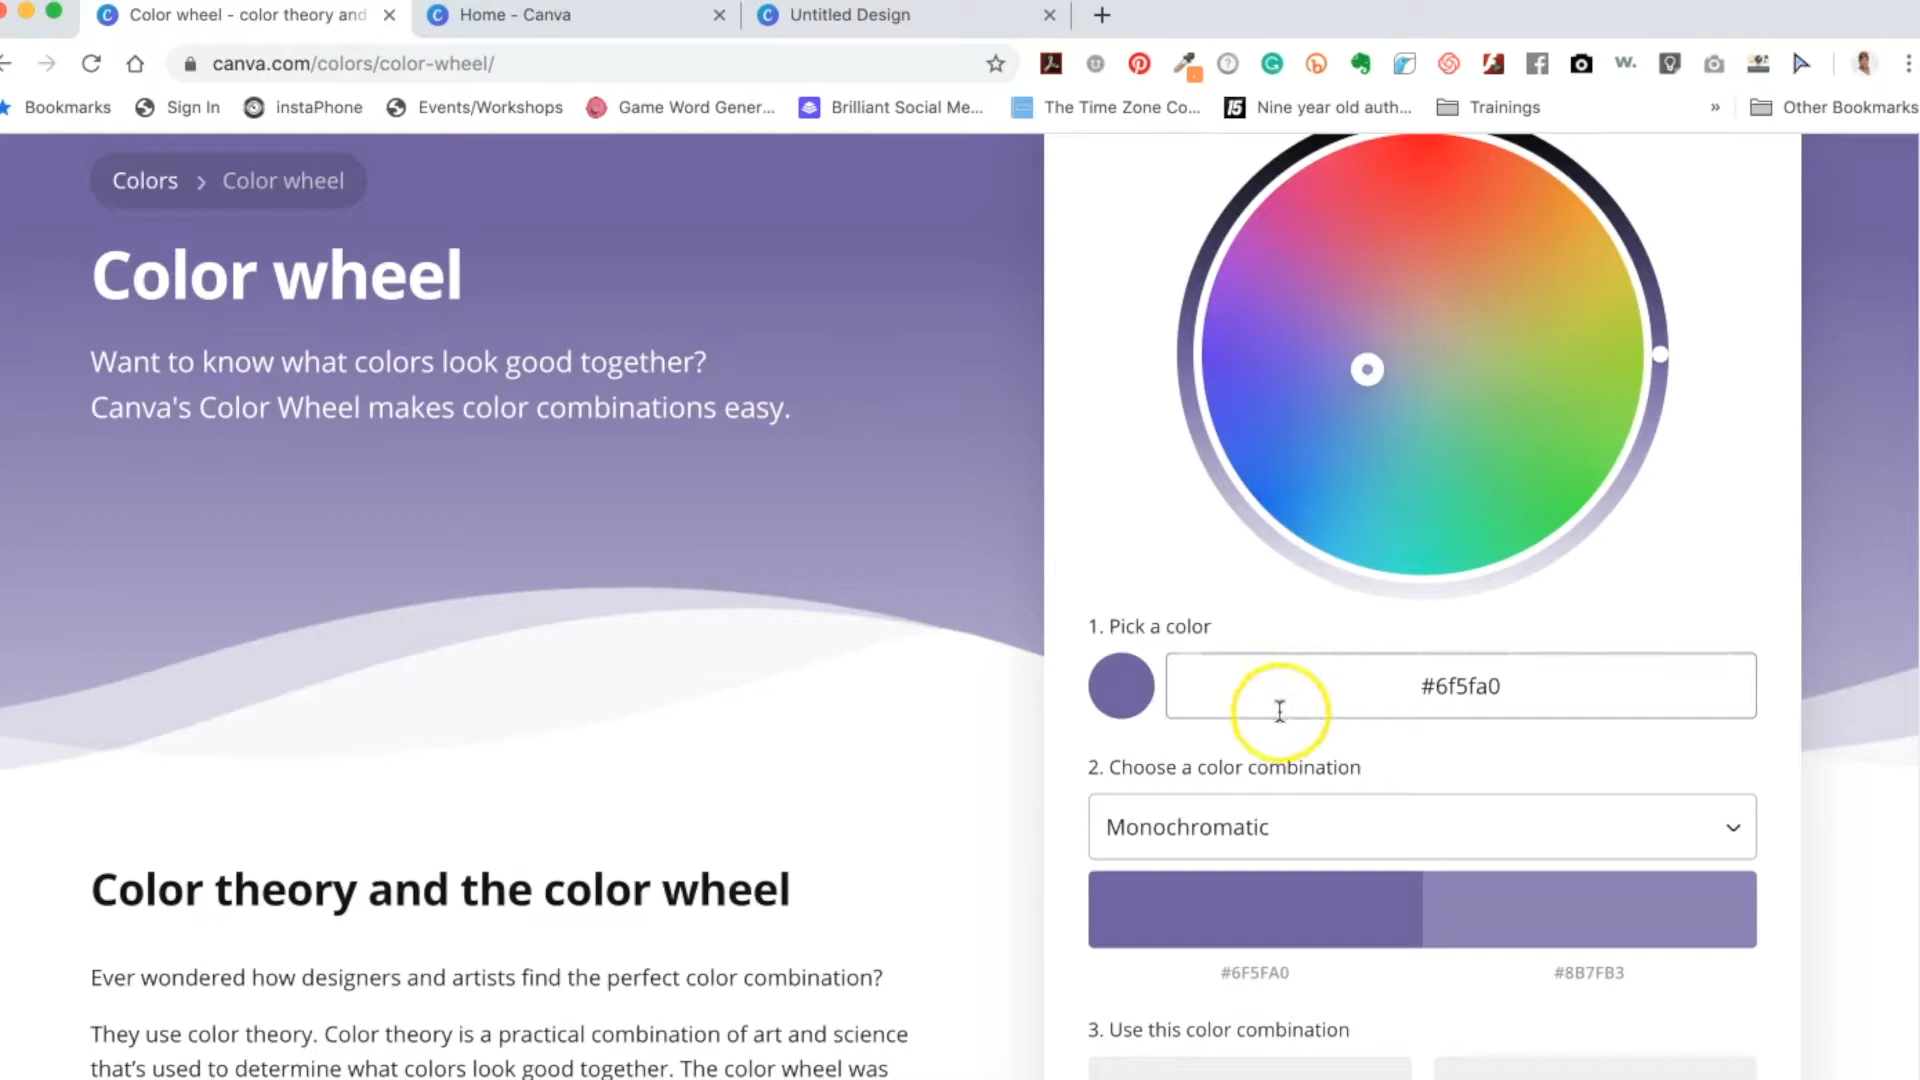 Color wheel - color theory and
Home - Canva
Untitled Design
canva.com/colors/color-wheel/
Bookmarks
Sign In
instaPhone
Events/Workshops
Game Word Gener...
Brilliant Social Me...
The Time Zone Co...
Nine year old auth...
Trainings
»
Other Bookmarks
Colors > Color wheel
Color wheel
Want to know what colors look good together?
Canva's Color Wheel makes color combinations easy.
1. Pick a color
#6f5fa0
2. Choose a color combination
Monochromatic
#6F5FA0
#8B7FB3
3. Use this color combination
Color theory and the color wheel
Ever wondered how designers and artists find the perfect color combination?
They use color theory. Color theory is a practical combination of art and science
that’s used to determine what colors look good together. The color wheel was